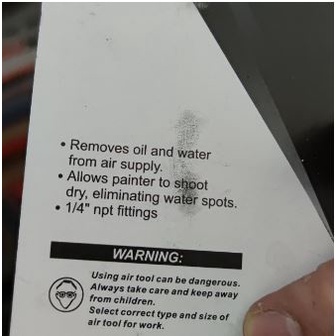 • Removes oil and water
from air supply.
• Allows painter to shoot
dry, eliminating water spots.
• 1/4" npt fittings
WARNING:
Using air tool can be dangerous.
Always take care and keep away
from children.
Select correct type and size of
air tool for work.